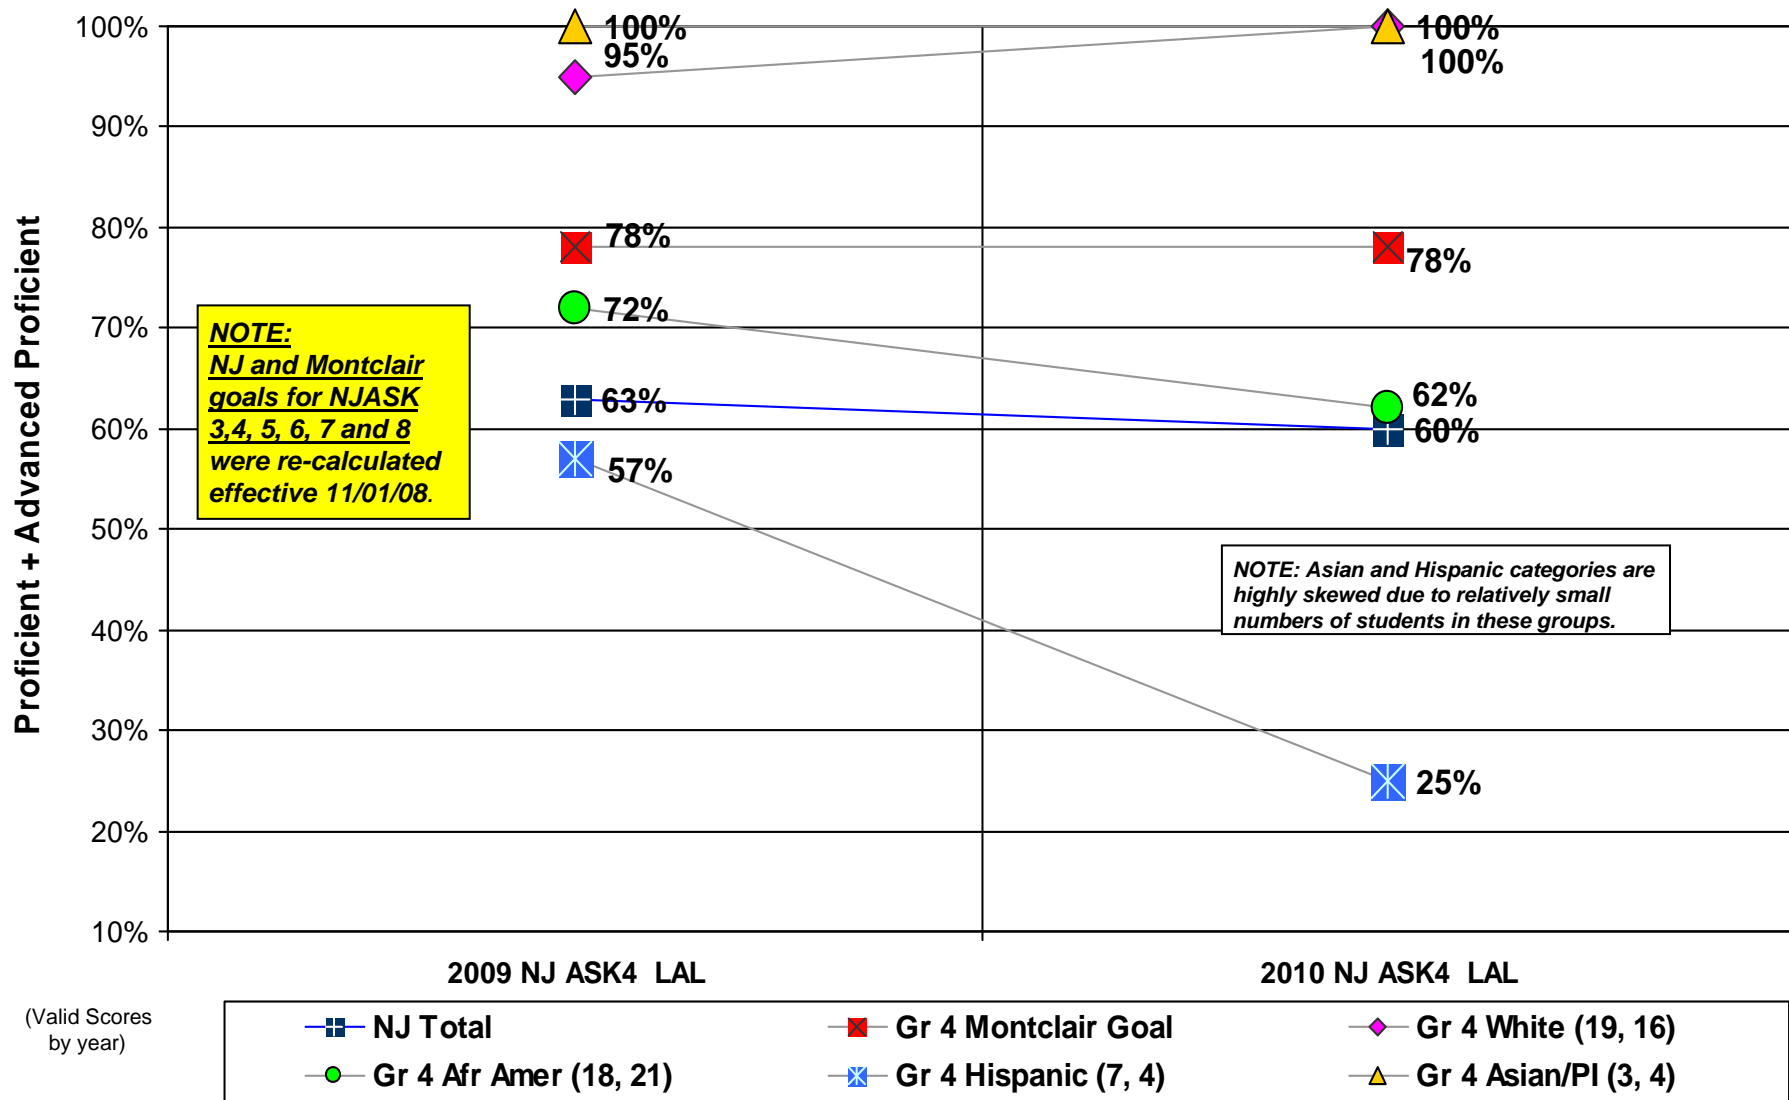 Proficient + Advanced Proficient
100%
90%
80%
70%
60%
50%
40%
30%
20%
10%
100%
95%
78%
72%
63%
57%
100%
100%
78%
62%
60%
25%
NOTE:
NJ and Montclair
goals for NJASK
3,4, 5, 6, 7 and 8
were re-calculated
effective 11/01/08.
NOTE: Asian and Hispanic categories are
highly skewed due to relatively small
numbers of students in these groups.
2009 NJ ASK4 LAL
2010 NJ ASK4 LAL
(Valid Scores
by year)
NJ Total
Gr 4 Montclair Goal
Gr 4 White (19, 16)
Gr 4 Afr Amer (18, 21)
Gr 4 Hispanic (7, 4)
Gr 4 Asian/PI (3, 4)